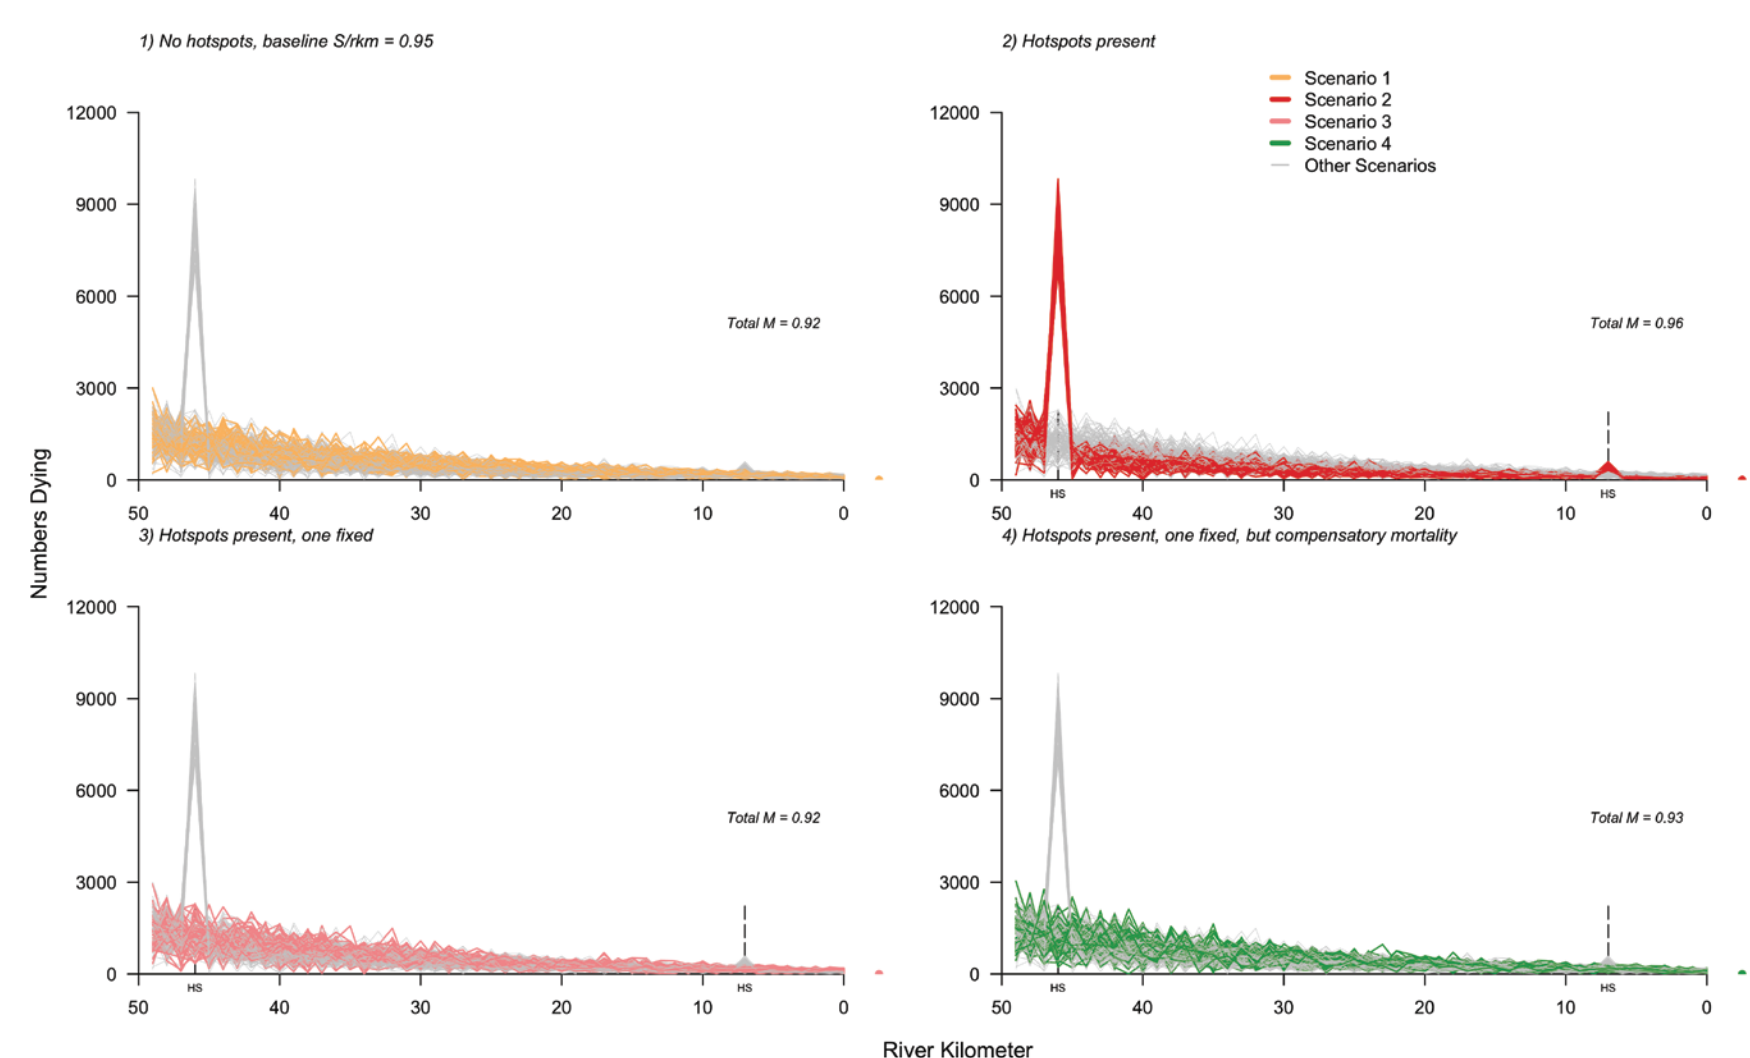 1) No hotspots, baseline S/rkm = 0.95
2) Hotspots present
Scenario 1
Scenario 2
Scenario 3
Scenario 4
Other Scenarios
12000
9000
6000
3000
0
Total M = 0.92
50 40 30 20 10 0
12000
9000
6000
3000
0
Total M = 0.96
HS HS
50 40 30 20 10 0
Numbers Dying
3) Hotspots present, one fixed
4) Hotspots present, one fixed, but compensatory mortality
12000
9000
6000
3000
0
Total M = 0.92
HS HS
50 40 30 20 10 0
12000
9000
6000
3000
0
Total M = 0.93
HS HS
50 40 30 20 10 0
River Kilometer